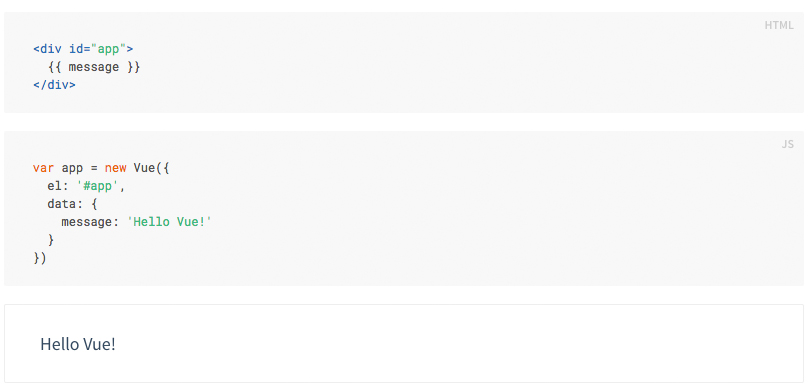 HTML
<div id="app">
  {{ message }}
</div>
JS
var app = new Vue({
  el: '#app',
  data: {
    message: 'Hello Vue!'
  }
})
Hello Vue!